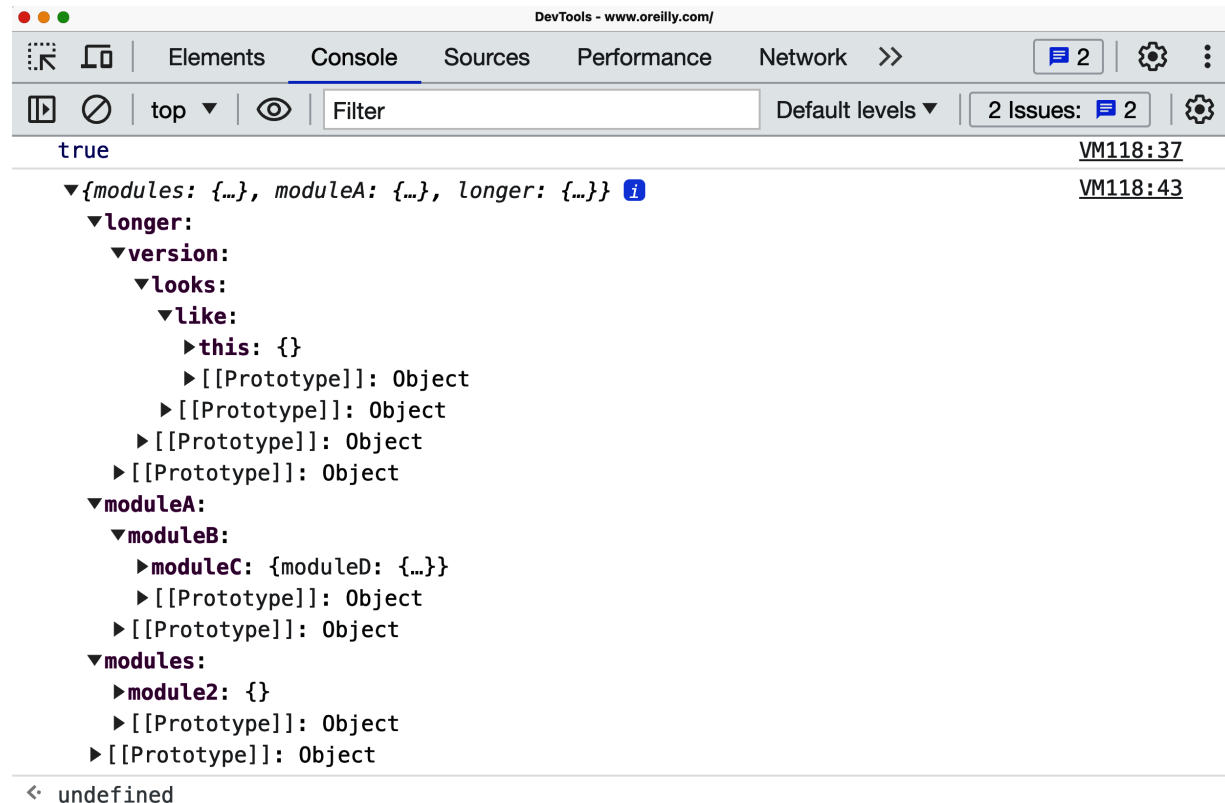 DevTools - www.oreilly.com/
Elements Console Sources Performance Network 2
top Filter Default levels 2 Issues: 2
true VM118:37
{modules: {…}, moduleA: {…}, longer: {…}} i VM118:43
longer:
version:
looks:
like:
this: {}
[[Prototype]]: Object
[[Prototype]]: Object
[[Prototype]]: Object
[[Prototype]]: Object
moduleA:
moduleB:
moduleC: {moduleD: {…}}
[[Prototype]]: Object
[[Prototype]]: Object
modules:
module2: {}
[[Prototype]]: Object
[[Prototype]]: Object
undefined